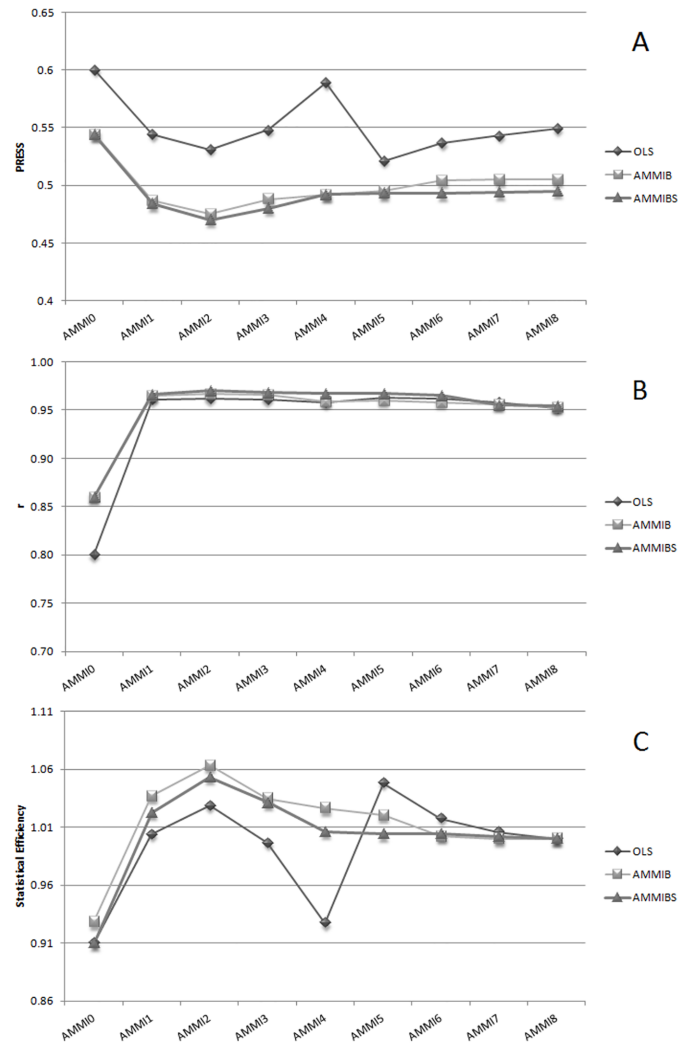 A
0.65
0.6
0.55
0.5
0.45
0.4
PRESS
AMMI0 AMMI1 AMMI2 AMMI3 AMMI4 AMMI5 AMMI6 AMMI7 AMMI8
OLS
AMMIB
AMMIBS
B
1.00
0.95
0.90
0.85
0.80
0.75
0.70
r
AMMI0 AMMI1 AMMI2 AMMI3 AMMI4 AMMI5 AMMI6 AMMI7 AMMI8
OLS
AMMIB
AMMIBS
C
1.11
1.06
1.01
0.96
0.91
0.86
Statistical Efficiency
AMMI0 AMMI1 AMMI2 AMMI3 AMMI4 AMMI5 AMMI6 AMMI7 AMMI8
OLS
AMMIB
AMMIBS